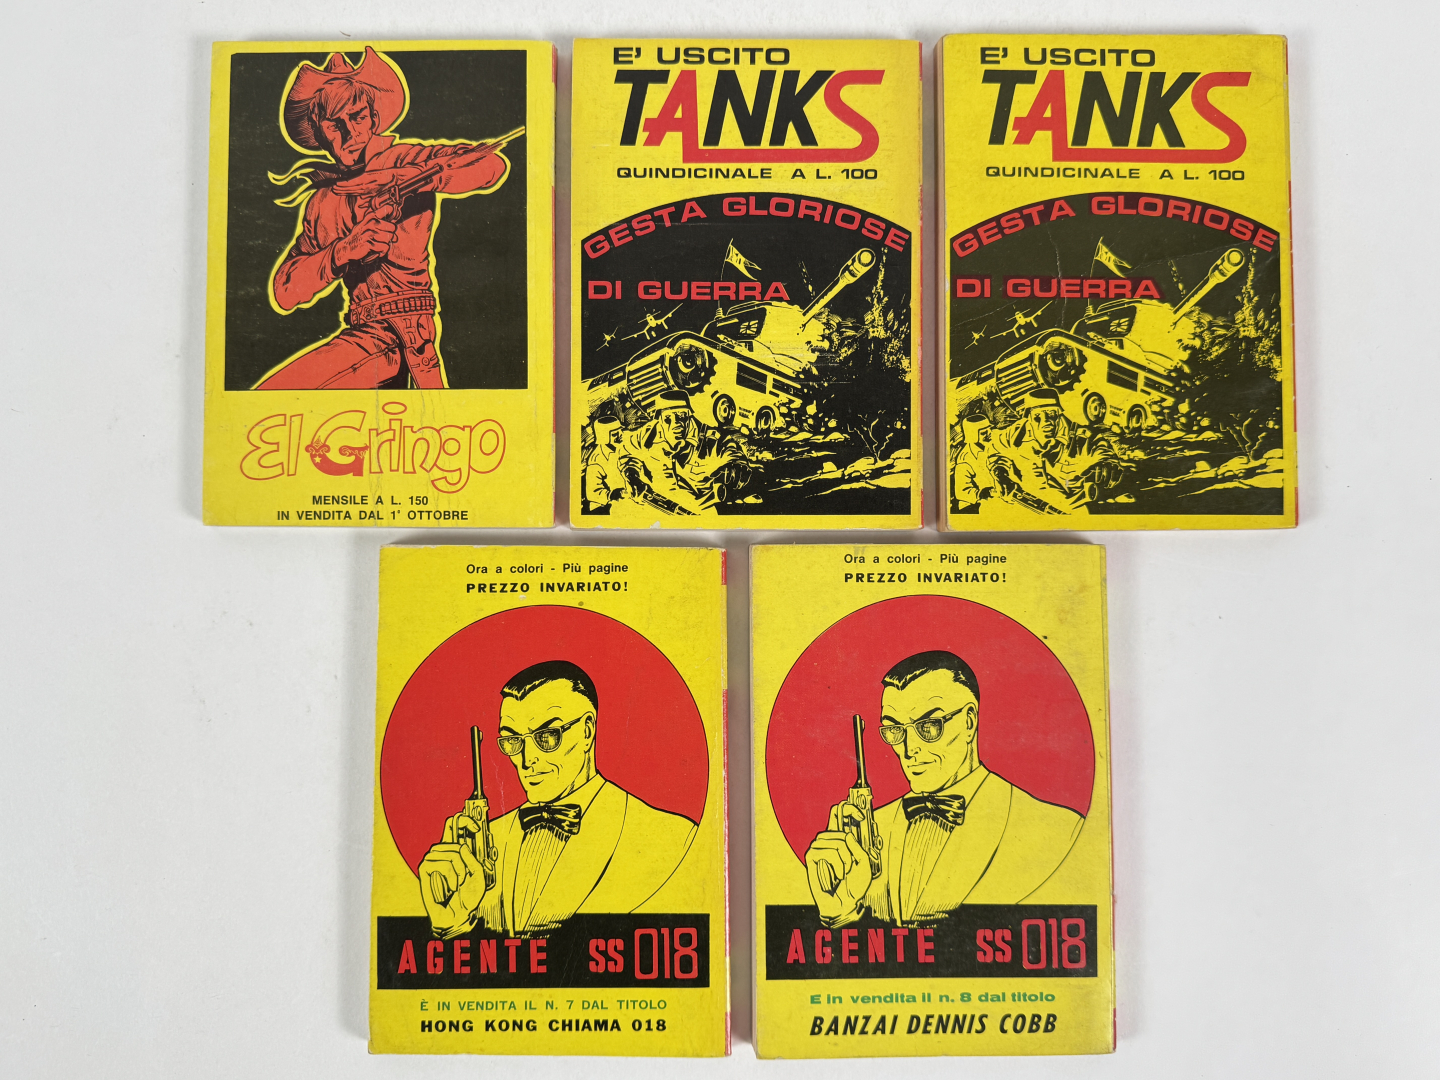 El Gringo
MENSILE A L. 150
IN VENDITA DAL 1° OTTOBRE
E' USCITO
TANKS
QUINDICINALE A L. 100
GESTA GLORIOSE
DI GUERRA
E' USCITO
TANKS
QUINDICINALE A L. 100
GESTA GLORIOSE
DI GUERRA
Ora a colori - Più pagine
PREZZO INVARIATO!
AGENTE SS 018
È IN VENDITA IL N. 7 DAL TITOLO
HONG KONG CHIAMA 018
Ora a colori - Più pagine
PREZZO INVARIATO!
AGENTE SS 018
E in vendita il n. 8 dal titolo
BANZAI DENNIS COBB